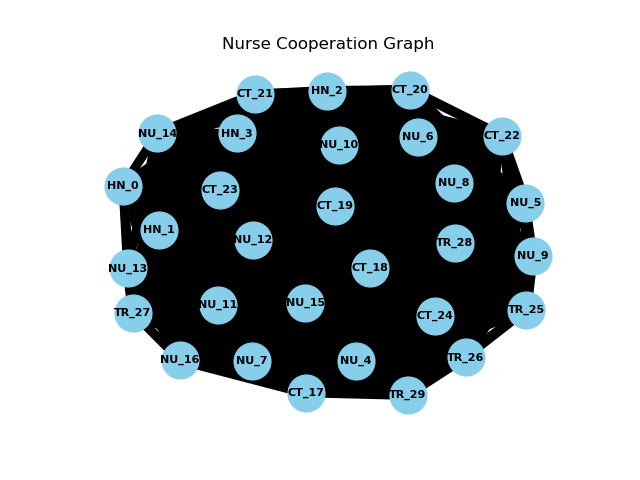 Nurse Cooperation Graph
CT_21
HN_2
CT_20
NU_14
HN_3
NU_10
NU_6
CT_22
HN_0
CT_23
CT_19
NU_8
NU_5
HN_1
NU_12
TR_28
NU_9
NU_13
CT_18
TR_27
NU_11
NU_15
CT_24
TR_25
NU_16
NU_7
NU_4
TR_26
CT_17
TR_29